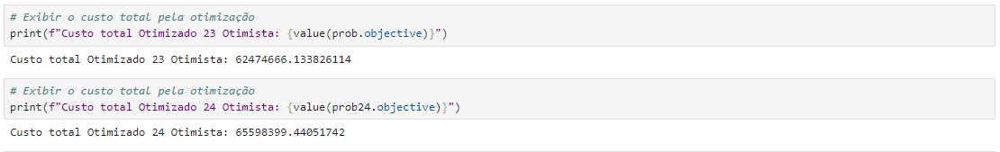 # Exibir o custo total pela otimização
print(f"Custo total Otimizado 23 Otimista: {value(prob.objective)}")
Custo total Otimizado 23 Otimista: 62474666.133826114
# Exibir o custo total pela otimização
print(f"Custo total Otimizado 24 Otimista: {value(prob24.objective)}")
Custo total Otimizado 24 Otimista: 65598399.44051742